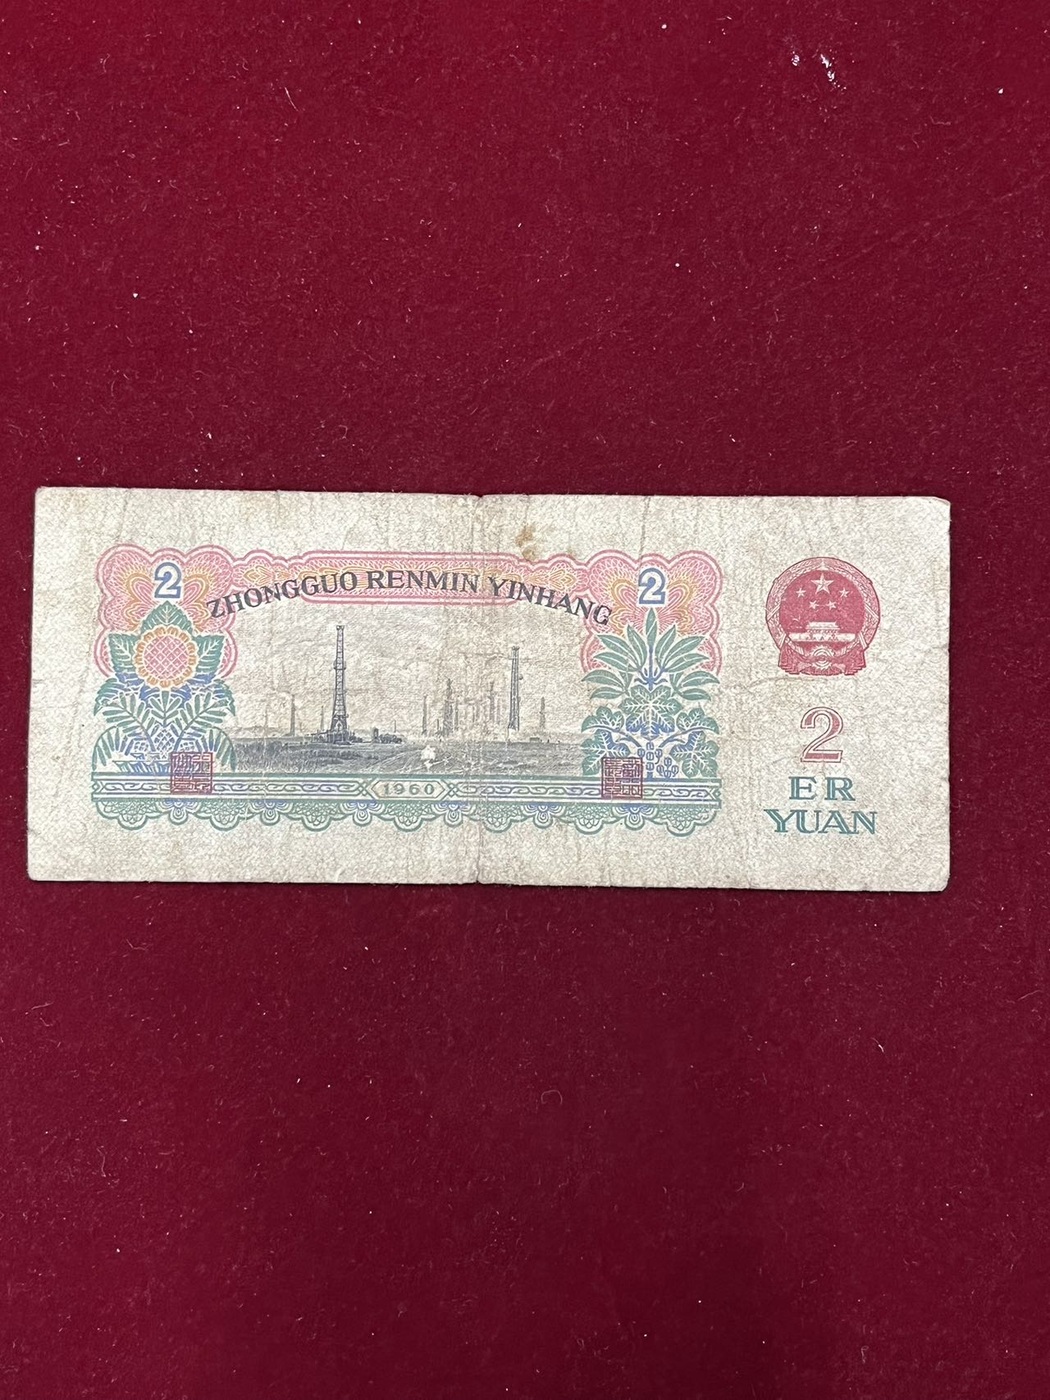 2
ZHONGGUO RENMIN YINHANG
2
1960
2
ER
YUAN